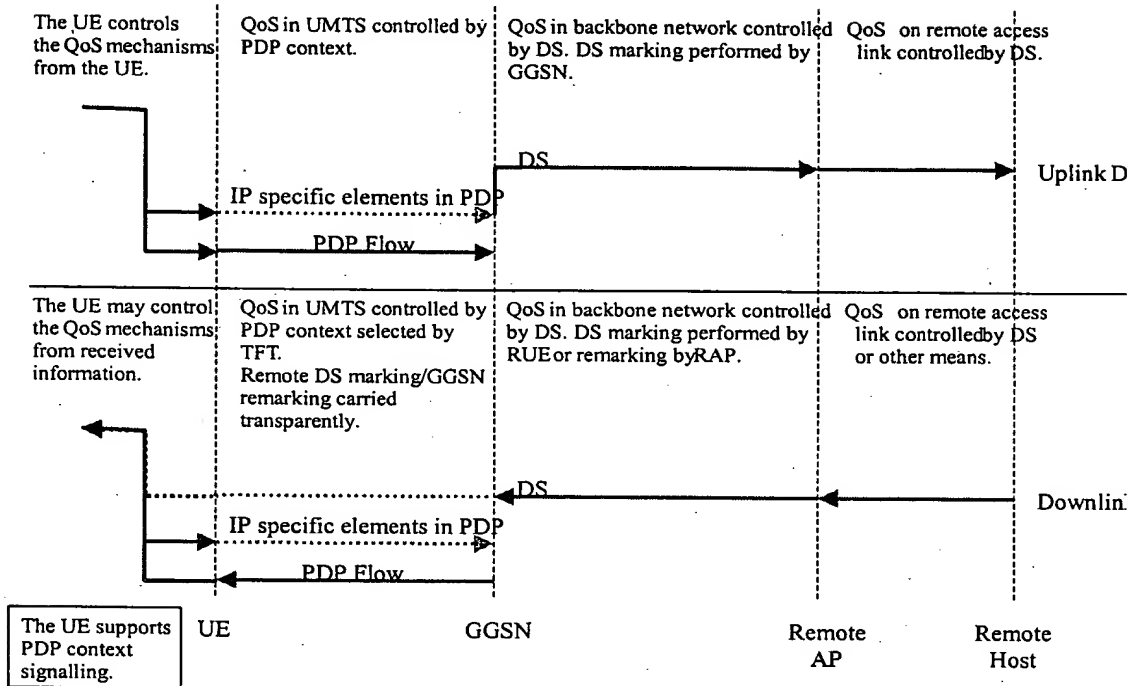 The UE controls
the QoS mechanisms
from the UE.
QoS in UMTS controlled by
PDP context.
QoS in backbone network controlled
by DS. DS marking performed by
GGSN.
QoS on remote access
link controlledby DS.
DS
Uplink D
IP specific elements in PDP
PDP Flow
The UE may control
the QoS mechanisms
from received
information.
QoS in UMTS controlled by
PDP context selected by
TFT.
Remote DS marking/GGSN
remarking carried
transparently.
QoS in backbone network controlled
by DS. DS marking performed by
RUE or remarking byRAP.
QoS on remote access
link controlledby DS
or other means.
DS
Downlin
IP specific elements in PDP
PDP Flow
The UE supports
PDP context
signalling.
UE
GGSN
Remote
AP
Remote
Host